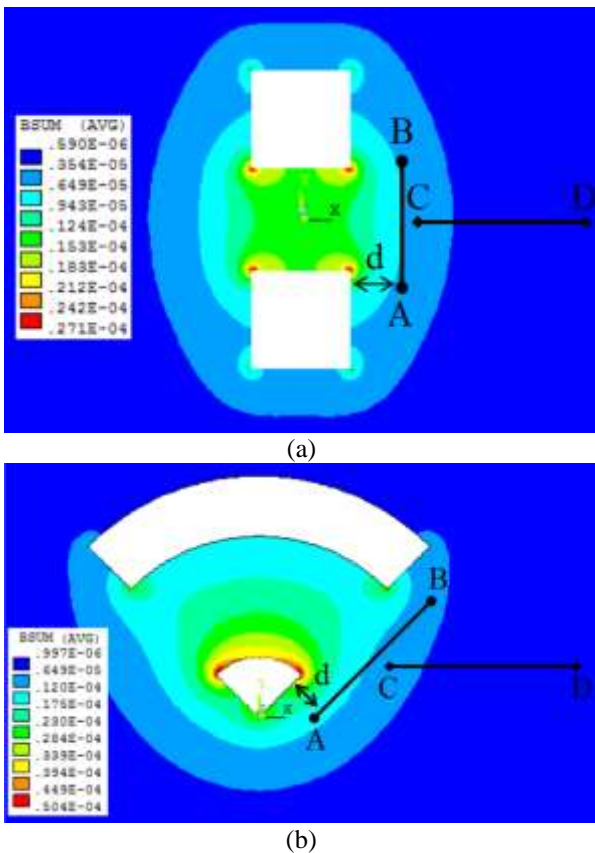 BSUM (AVG)
.590E-06
.354E-05
.649E-05
.943E-05
.124E-04
.153E-04
.183E-04
.212E-04
.242E-04
.271E-04
B
C
D
d
A
X
(a)
BSUM (AVG)
.997E-06
.649E-05
.120E-04
.175E-04
.230E-04
.284E-04
.339E-04
.394E-04
.449E-04
.504E-04
B
C
D
d
A
X
(b)